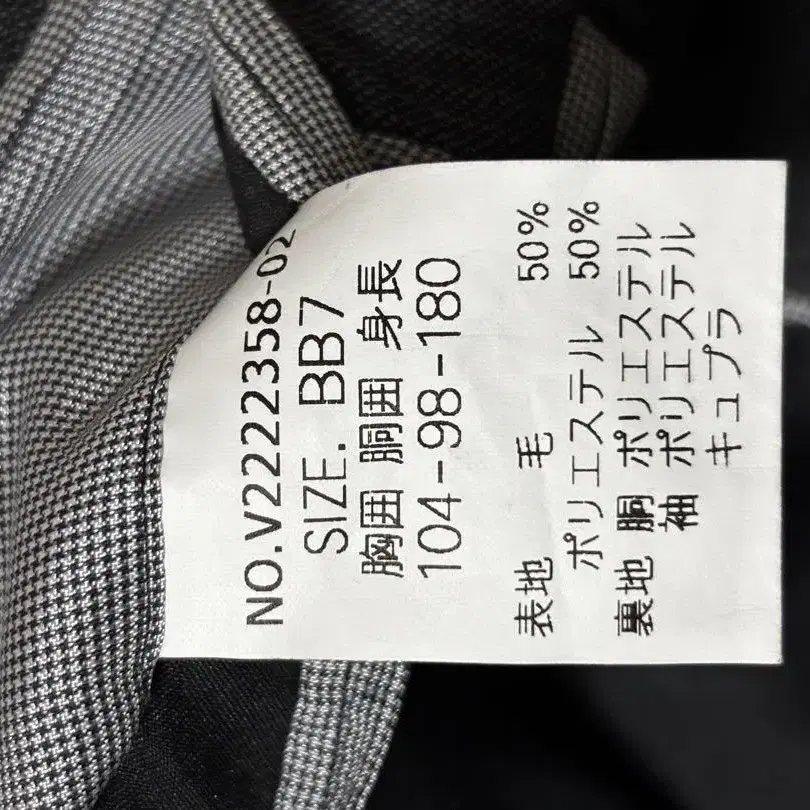 NO.V2222358-02
SIZE. BB7
胸囲 胴囲 身長
104-98-180
表地 毛 50%
ポリエステル 50%
裏地 胴 ポリエステル
袖 ポリエステル
キュプラ